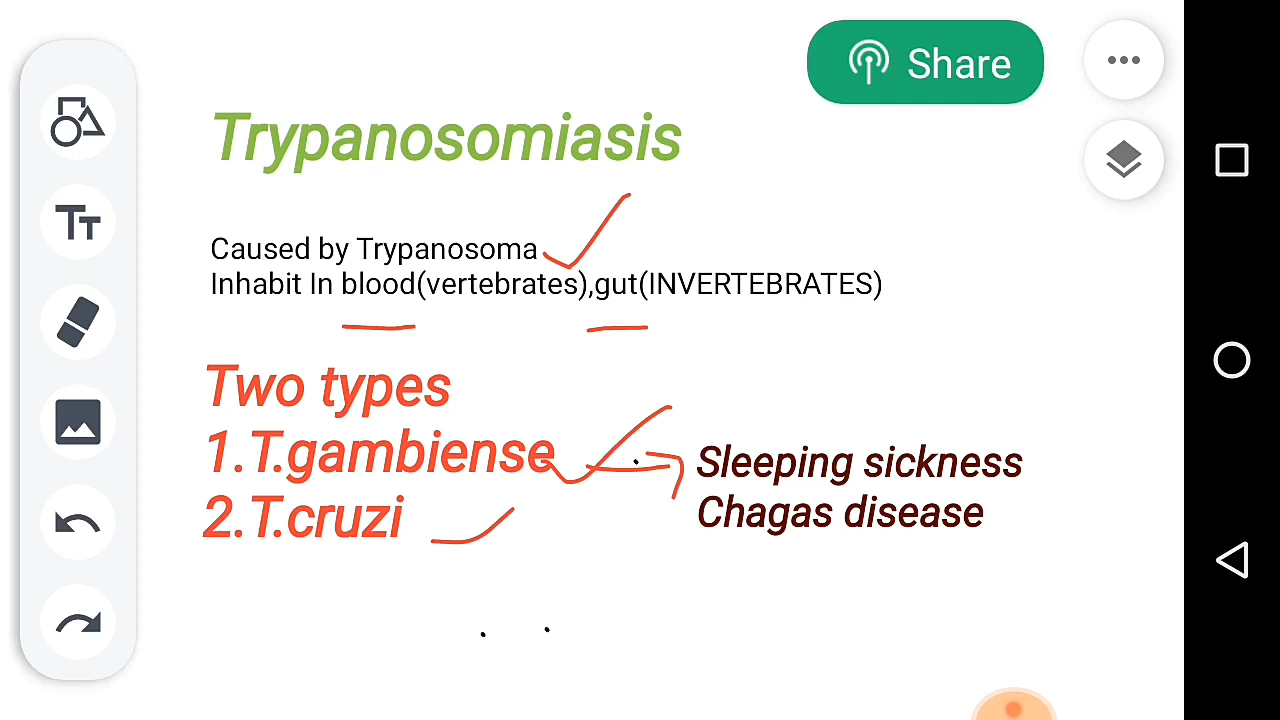 Share
Trypanosomiasis
Caused by Trypanosoma
Inhabit In blood(vertebrates),gut(INVERTEBRATES)
Two types
1.T.gambiense
2.T.cruzi
Sleeping sickness
Chagas disease